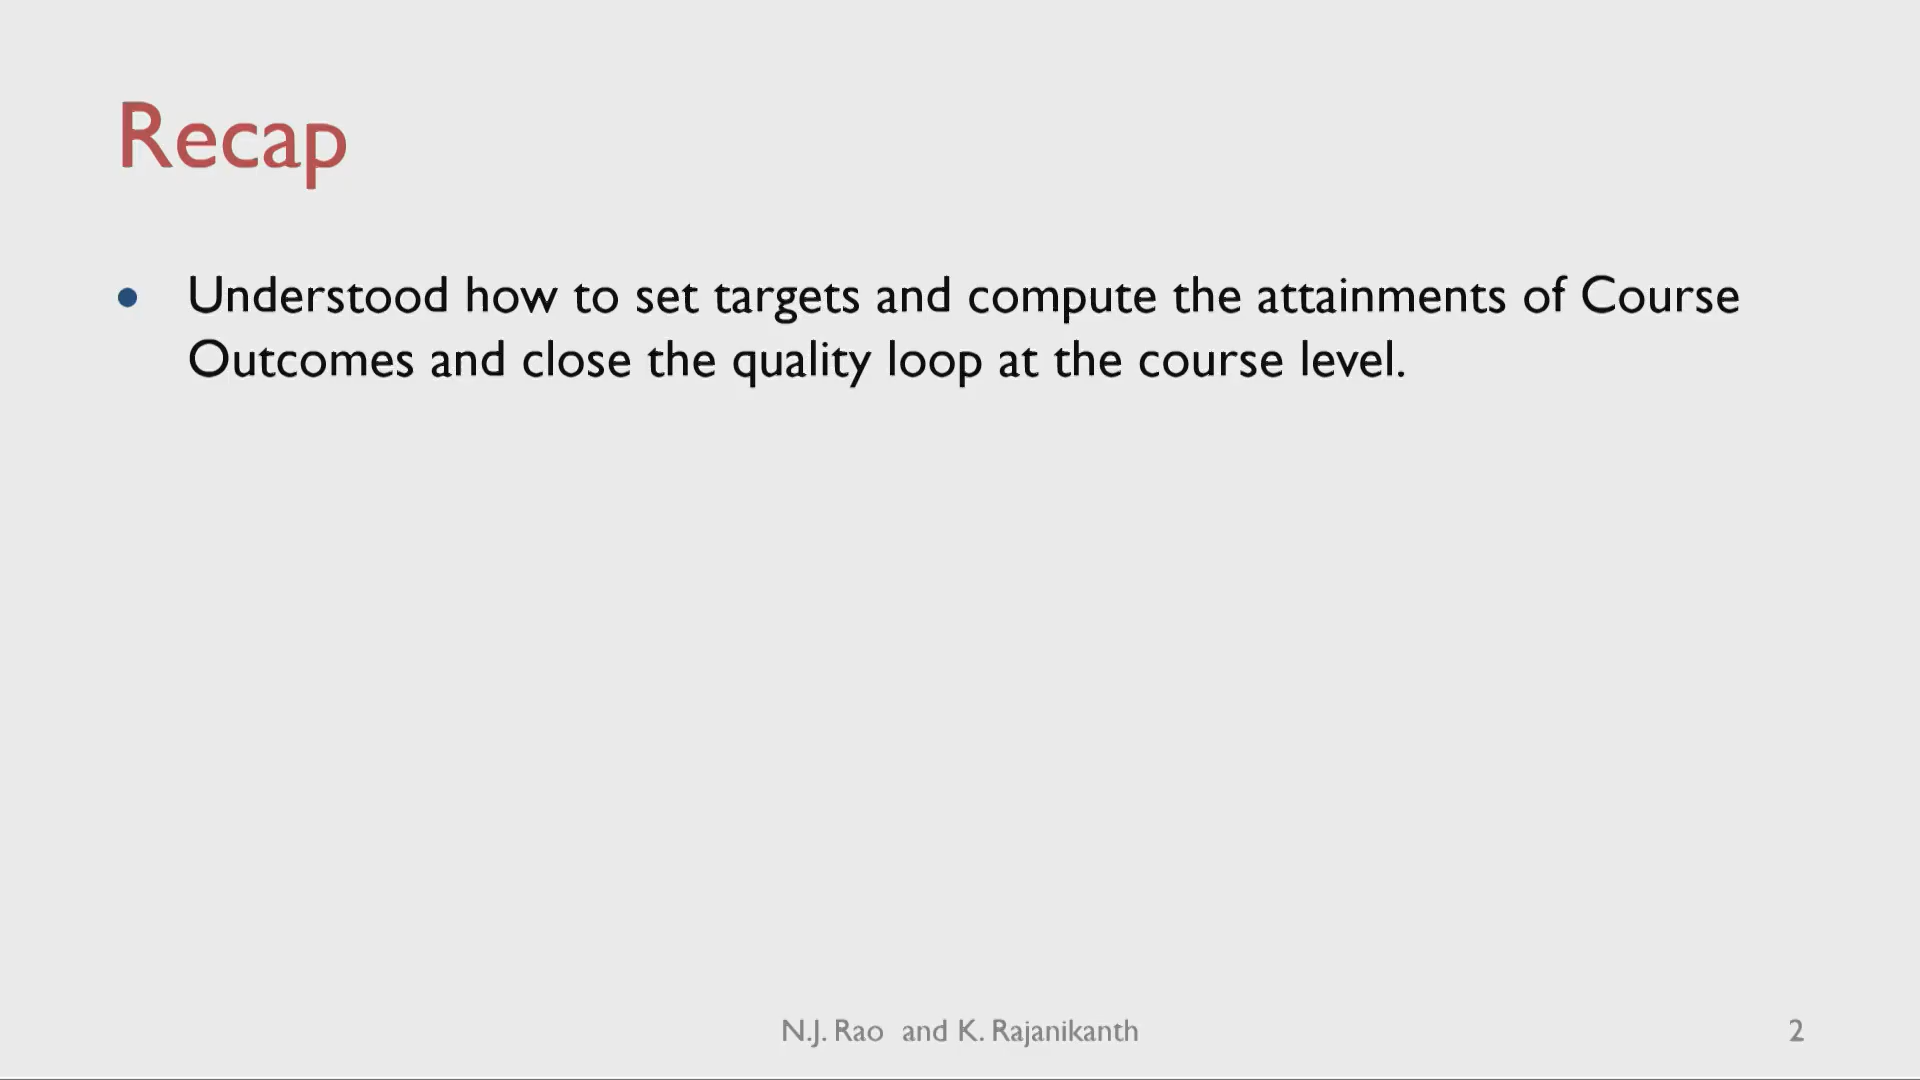 Recap
• Understood how to set targets and compute the attainments of Course
Outcomes and close the quality loop at the course level.
N.J. Rao and K. Rajanikanth
2